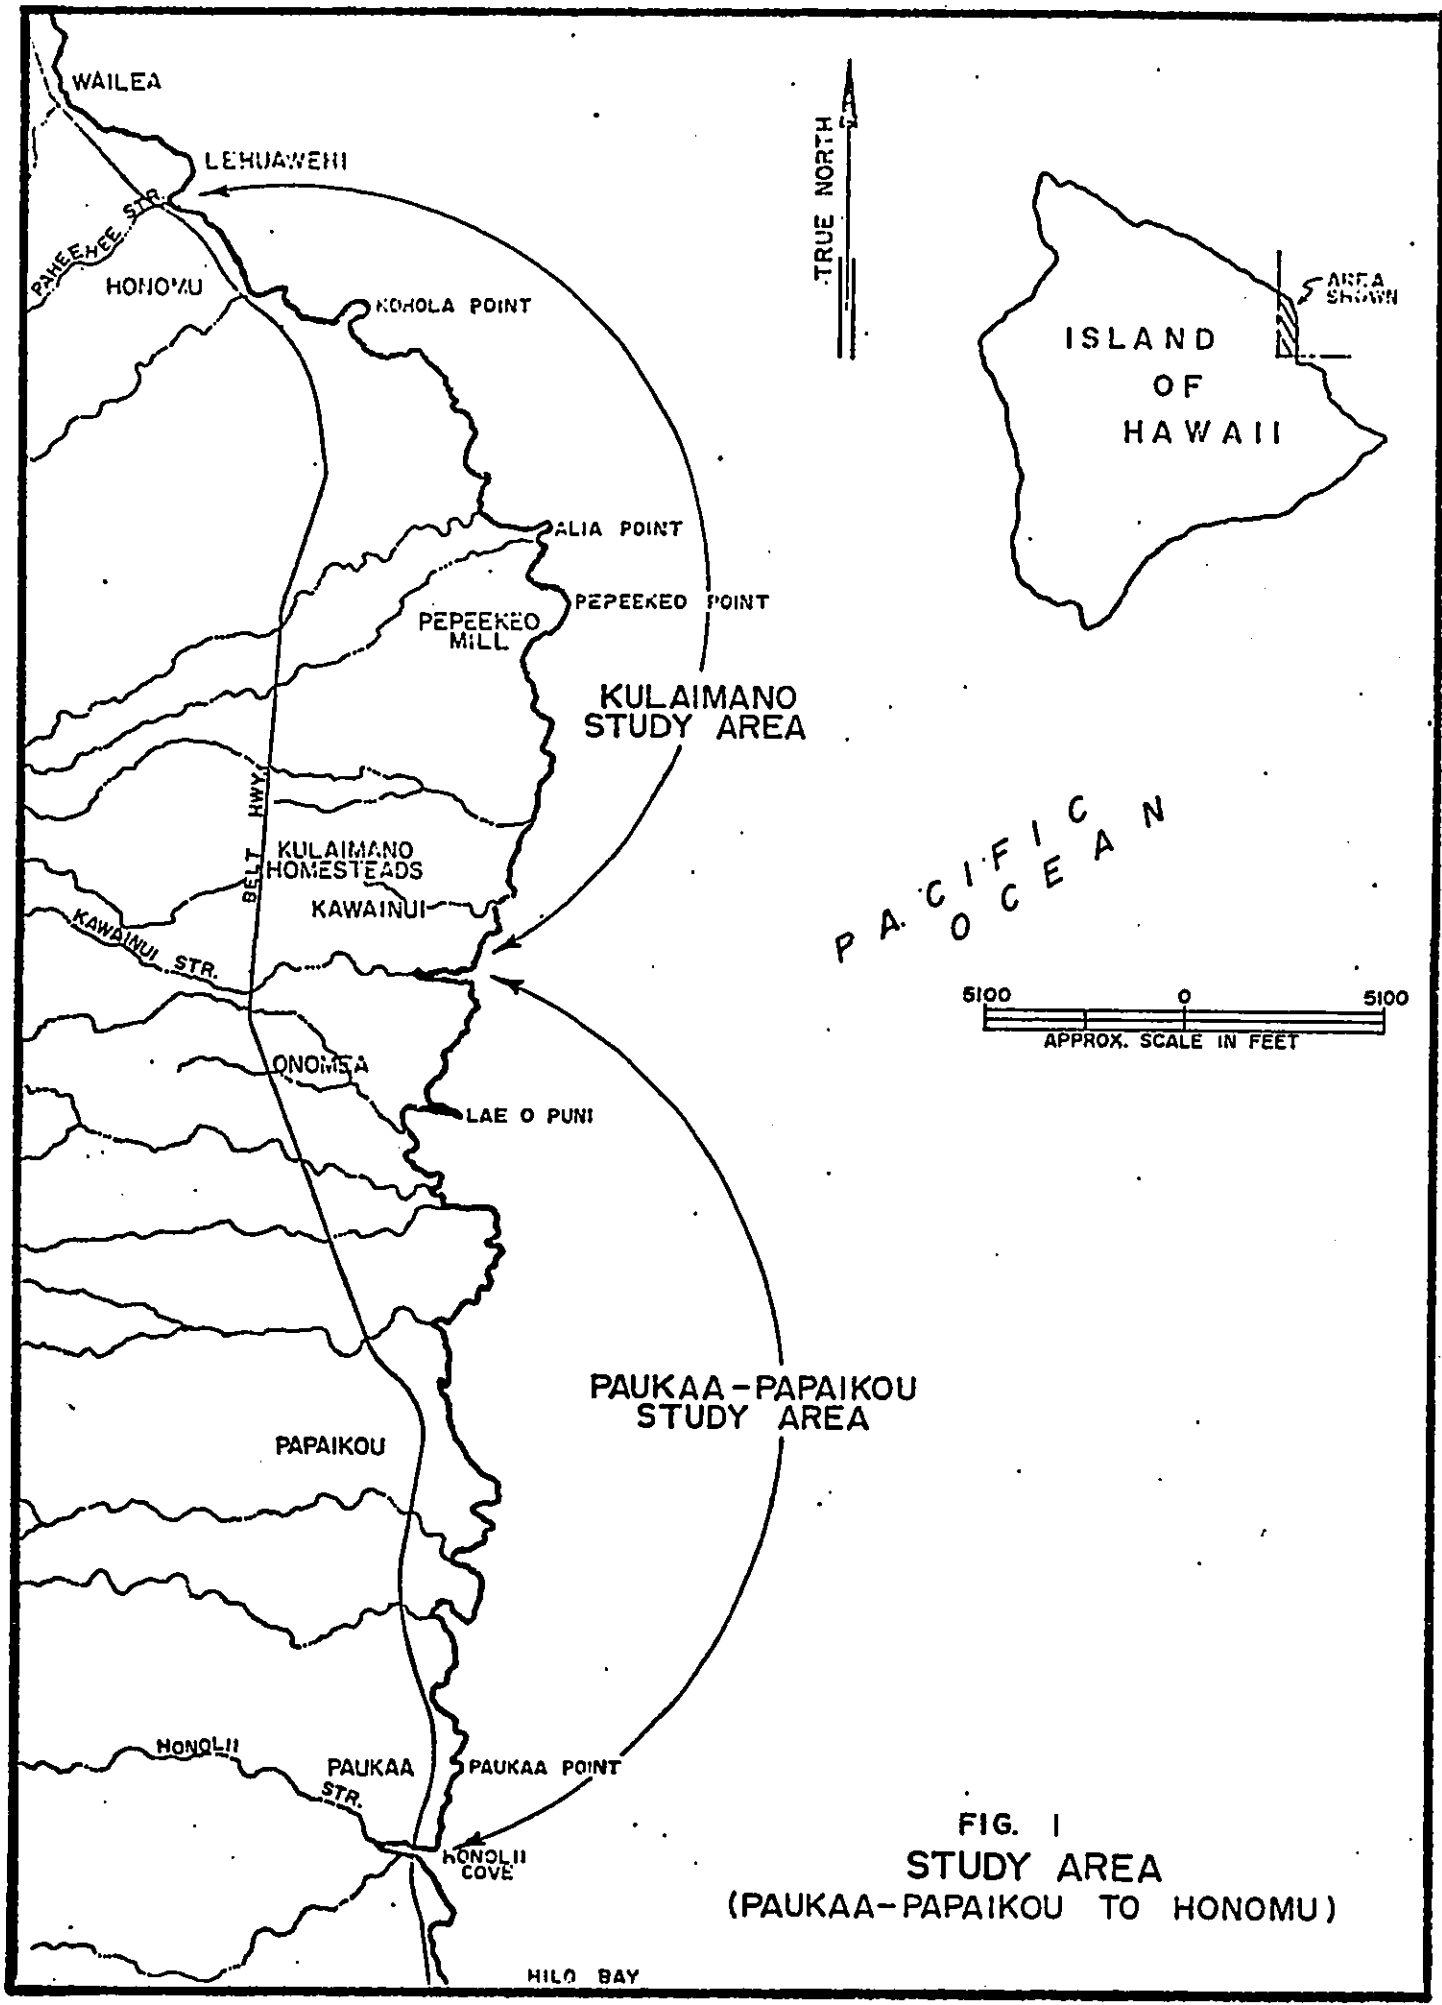 WAILEA
LEHUAWEHI
PAHEEHEE STR.
HONOMU
KOHOLA POINT
TRUE NORTH
AREA
SHOWN
ISLAND
OF
HAWAII
ALIA POINT
PEPEEKEO POINT
PEPEEKEO
MILL
KULAIMANO
STUDY AREA
BELT HWY.
KULAIMANO
HOMESTEADS
KAWAINUI
KAWAINUI STR.
PACIFIC
OCEAN
5100 0 5100
APPROX. SCALE IN FEET
ONOMEA
LAE O PUNI
PAUKAA-PAPAIKOU
STUDY AREA
PAPAIKOU
HONOLII STR.
PAUKAA
PAUKAA POINT
HONOLII
COVE
HILO BAY
FIG. 1
STUDY AREA
(PAUKAA-PAPAIKOU TO HONOMU)